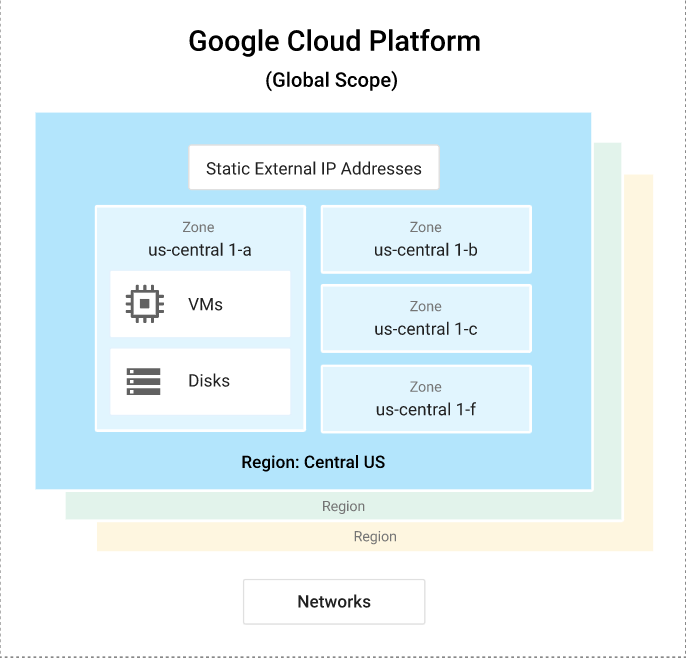 Google Cloud Platform
(Global Scope)
Static External IP Addresses
Zone
us-central 1-a
VMs
Disks
Zone
us-central 1-b
Zone
us-central 1-c
Zone
us-central 1-f
Region: Central US
Region
Region
Networks